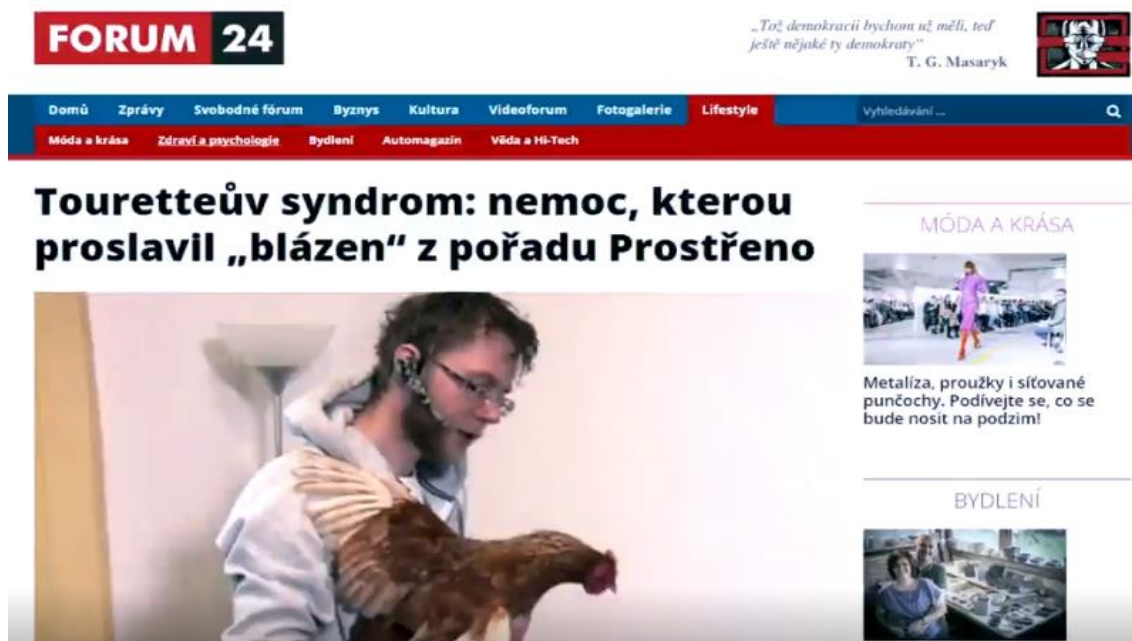 FORUM 24
„Tož demokracii bychom už měli, teď
ještě nějaké ty demokraty“
T. G. Masaryk
Domů Zprávy Svobodné fórum Byznys Kultura Videoforum Fotogalerie Lifestyle Vyhledávání ...
Móda a krása Zdraví a psychologie Bydlení Automagazín Věda a Hi-Tech
Touretteův syndrom: nemoc, kterou
proslavil „blázen“ z pořadu Prostřeno
MÓDA A KRÁSA
Metalíza, proužky i síťované
punčochy. Podívejte se, co se
bude nosit na podzim!
BYDLENÍ